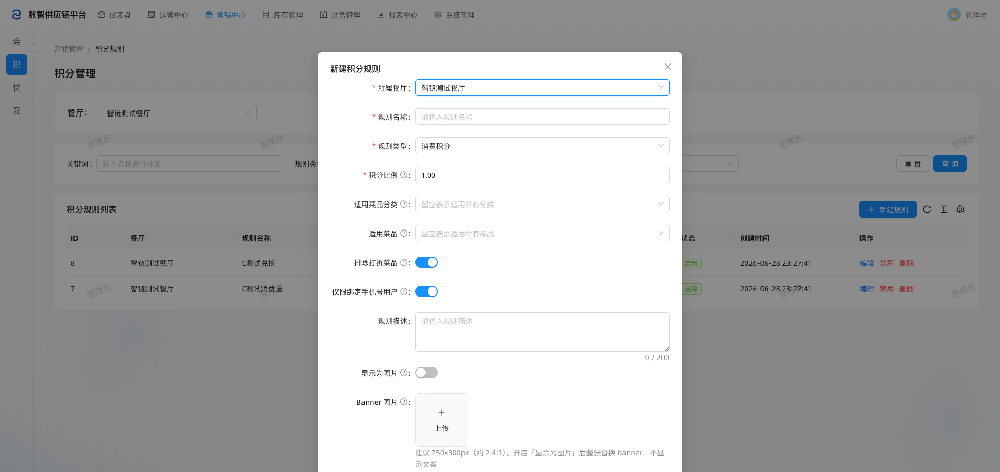 数智供应链平台 仪表盘 运营中心 营销中心 库存管理 财务管理 报表中心 系统管理 管理员
会
积
优
充
营销管理 / 积分规则
积分管理
餐厅： 智链测试餐厅
关键词： 输入名称进行搜索 规则类
重 置 查 询
积分规则列表
新建规则
ID 餐厅 规则名称 状态 创建时间 操作
8 智链测试餐厅 C测试兑换 启用 2026-06-28 23:27:41 编辑 禁用 删除
7 智链测试餐厅 C测试消费送 启用 2026-06-28 23:27:41 编辑 禁用 删除
管理员 管理员 管理员 管理员
管理员 管理员 管理员 管理员
新建积分规则
* 所属餐厅： 智链测试餐厅
* 规则名称： 请输入规则名称
* 规则类型： 消费积分
* 积分比例 ： 1.00
适用菜品分类 ： 留空表示适用所有分类
适用菜品 ： 留空表示适用所有菜品
排除打折菜品 ：
仅限绑定手机号用户 ：
规则描述： 请输入规则描述
0 / 200
显示为图片 ：
Banner 图片 ：
上传
建议 750×300px（约 2.4:1）。开启「显示为图片」后整张替换 banner，不显
示文案